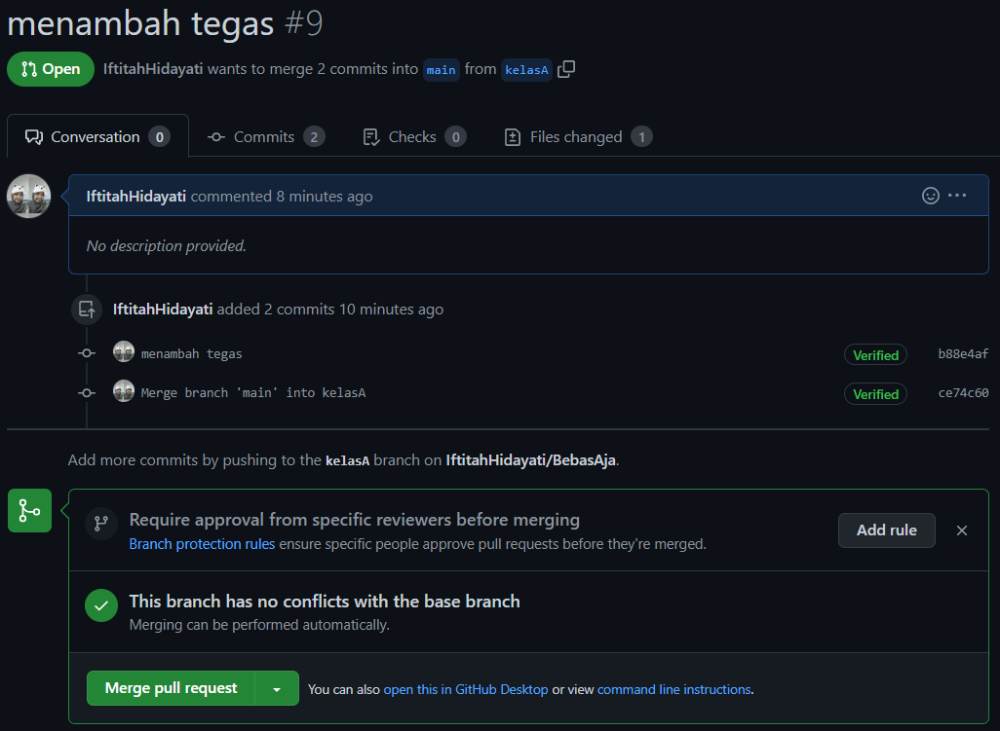 menambah tegas #9
Open IftitahHidayati wants to merge 2 commits into main from kelasA
Conversation 0 Commits 2 Checks 0 Files changed 1
IftitahHidayati commented 8 minutes ago
No description provided.
IftitahHidayati added 2 commits 10 minutes ago
menambah tegas Verified b88e4af
Merge branch 'main' into kelasA Verified ce74c60
Add more commits by pushing to the kelasA branch on IftitahHidayati/BebasAja.
Require approval from specific reviewers before merging
Branch protection rules ensure specific people approve pull requests before they're merged.
Add rule
This branch has no conflicts with the base branch
Merging can be performed automatically.
Merge pull request You can also open this in GitHub Desktop or view command line instructions.